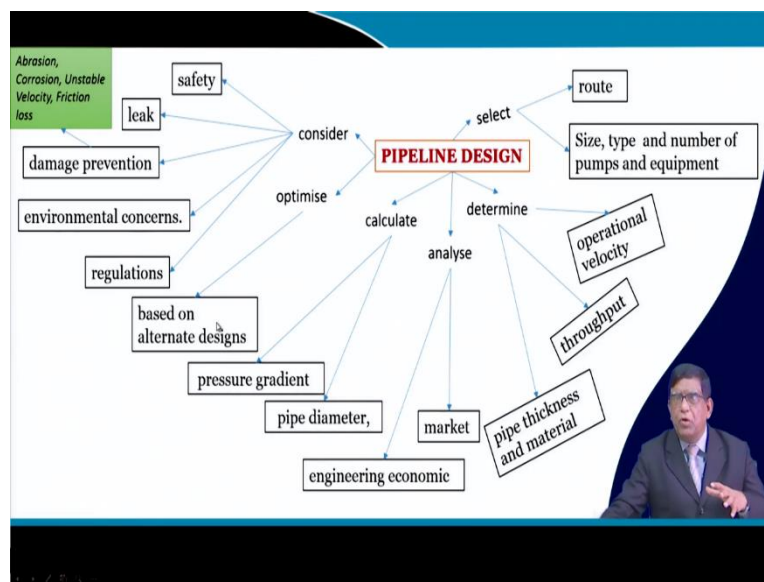 Abrasion,
Corrosion, Unstable
Velocity, Friction
loss
safety
leak
damage prevention
environmental concerns.
regulations
consider
optimise
based on
alternate designs
PIPELINE DESIGN
calculate
pressure gradient
pipe diameter,
analyse
engineering economic
market
determine
pipe thickness
and material
throughput
operational
velocity
select
route
Size, type and number of
pumps and equipment